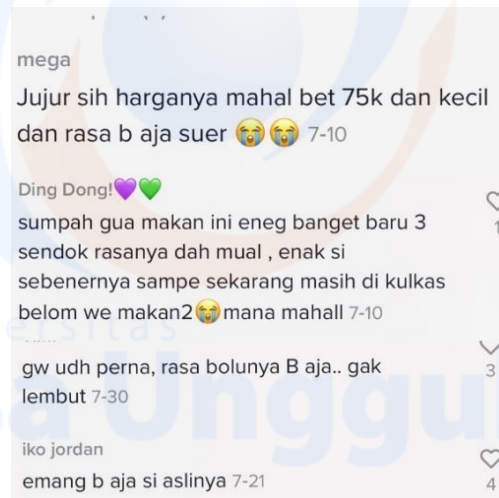 mega
Jujur sih harganya mahal bet 75k dan kecil
dan rasa b aja suer 😭😭 7-10
Ding Dong!💜💚
sumpah gua makan ini eneg banget baru 3
sendok rasanya dah mual , enak si
sebenernya sampe sekarang masih di kulkas
belom we makan2😭mana mahall 7-10
gw udh perna, rasa bolunya B aja.. gak
lembut 7-30
3
iko jordan
emang b aja si aslinya 7-21
4